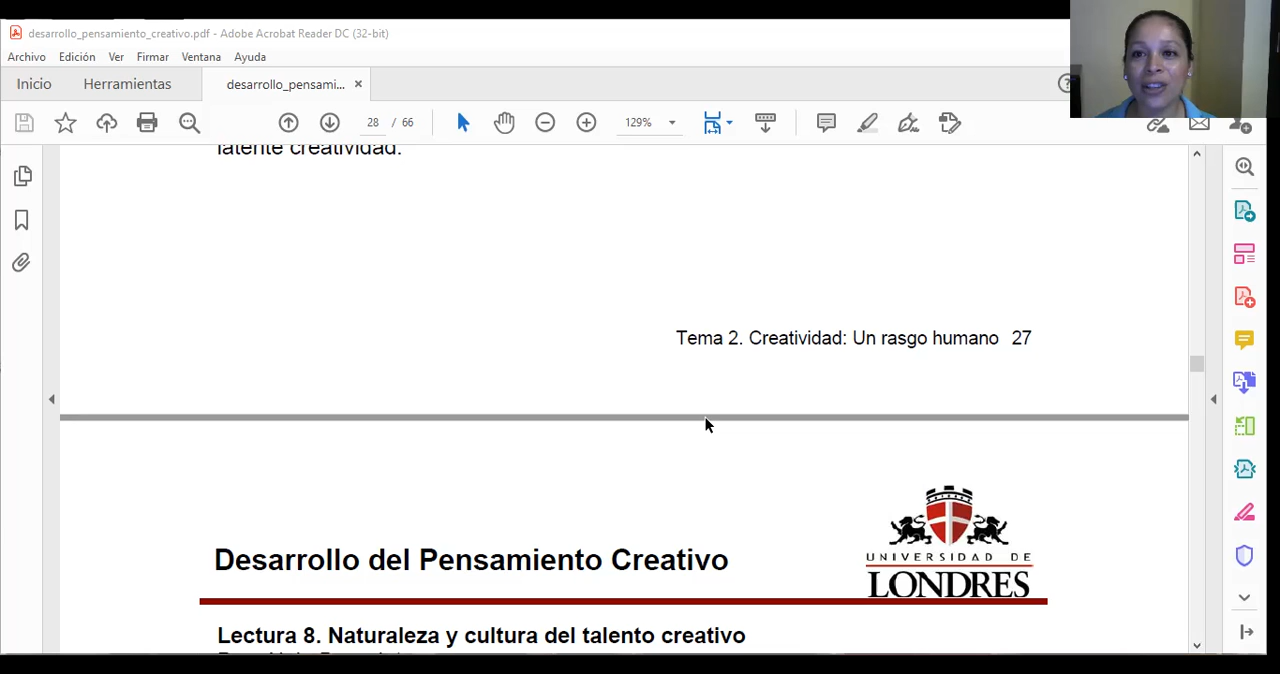 desarrollo_pensamiento_creativo.pdf - Adobe Acrobat Reader DC (32-bit)
Archivo Edición Ver Firmar Ventana Ayuda
Inicio Herramientas desarrollo_pensami... ×
28 / 66 129%
latente creatividad.
Tema 2. Creatividad: Un rasgo humano 27
UNIVERSIDAD DE
LONDRES
Desarrollo del Pensamiento Creativo
Lectura 8. Naturaleza y cultura del talento creativo